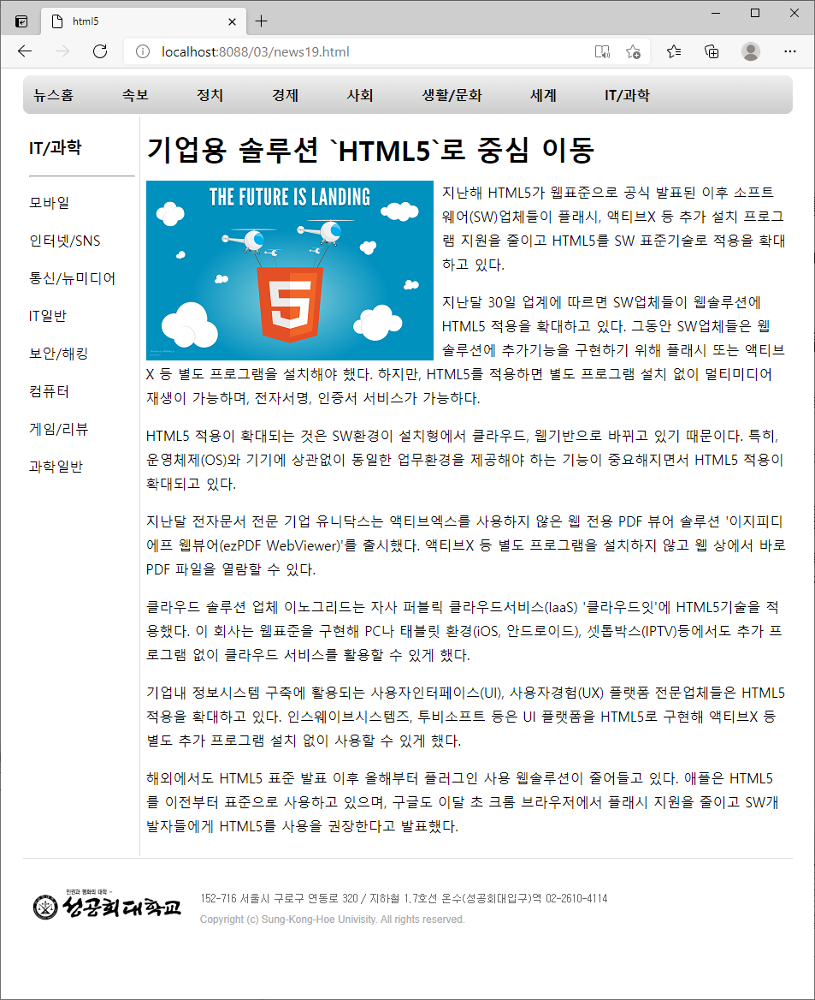 html5
localhost:8088/03/news19.html
뉴스홈 속보 정치 경제 사회 생활/문화 세계 IT/과학
IT/과학
모바일
인터넷/SNS
통신/뉴미디어
IT일반
보안/해킹
컴퓨터
게임/리뷰
과학일반
기업용 솔루션 `HTML5`로 중심 이동
THE FUTURE IS LANDING
5
지난해 HTML5가 웹표준으로 공식 발표된 이후 소프트
웨어(SW)업체들이 플래시, 액티브X 등 추가 설치 프로그
램 지원을 줄이고 HTML5를 SW 표준기술로 적용을 확대
하고 있다.
지난달 30일 업계에 따르면 SW업체들이 웹솔루션에
HTML5 적용을 확대하고 있다. 그동안 SW업체들은 웹
솔루션에 추가기능을 구현하기 위해 플래시 또는 액티브
X 등 별도 프로그램을 설치해야 했다. 하지만, HTML5를 적용하면 별도 프로그램 설치 없이 멀티미디어
재생이 가능하며, 전자서명, 인증서 서비스가 가능하다.
HTML5 적용이 확대되는 것은 SW환경이 설치형에서 클라우드, 웹기반으로 바뀌고 있기 때문이다. 특히,
운영체제(OS)와 기기에 상관없이 동일한 업무환경을 제공해야 하는 기능이 중요해지면서 HTML5 적용이
확대되고 있다.
지난달 전자문서 전문 기업 유니닥스는 액티브엑스를 사용하지 않은 웹 전용 PDF 뷰어 솔루션 '이지피디
에프 웹뷰어(ezPDF WebViewer)'를 출시했다. 액티브X 등 별도 프로그램을 설치하지 않고 웹 상에서 바로
PDF 파일을 열람할 수 있다.
클라우드 솔루션 업체 이노그리드는 자사 퍼블릭 클라우드서비스(IaaS) '클라우드잇'에 HTML5기술을 적
용했다. 이 회사는 웹표준을 구현해 PC나 태블릿 환경(iOS, 안드로이드), 셋톱박스(IPTV)등에서도 추가 프
로그램 없이 클라우드 서비스를 활용할 수 있게 했다.
기업내 정보시스템 구축에 활용되는 사용자인터페이스(UI), 사용자경험(UX) 플랫폼 전문업체들은 HTML5
적용을 확대하고 있다. 인스웨이브시스템즈, 투비소프트 등은 UI 플랫폼을 HTML5로 구현해 액티브X 등
별도 추가 프로그램 설치 없이 사용할 수 있게 했다.
해외에서도 HTML5 표준 발표 이후 올해부터 플러그인 사용 웹솔루션이 줄어들고 있다. 애플은 HTML5
를 이전부터 표준으로 사용하고 있으며, 구글도 이달 초 크롬 브라우저에서 플래시 지원을 줄이고 SW개
발자들에게 HTML5를 사용을 권장한다고 발표했다.
인권과 평화의 대학 -
성공회대학교
152-716 서울시 구로구 연동로 320 / 지하철 1.7호선 온수(성공회대입구)역 02-2610-4114
Copyright (c) Sung-Kong-Hoe Univisity. All rights reserved.